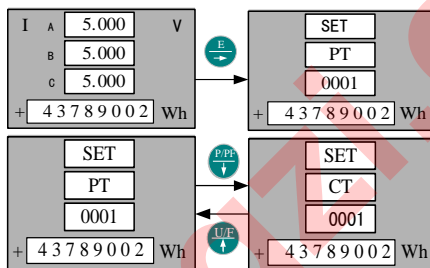 I A 5.000 V
B 5.000
C 5.000
+ 43789002 Wh
E
SET
PT
0001
+ 43789002 Wh
SET
PT
0001
+ 43789002 Wh
P/PF
U/F
SET
CT
0001
+ 43789002 Wh